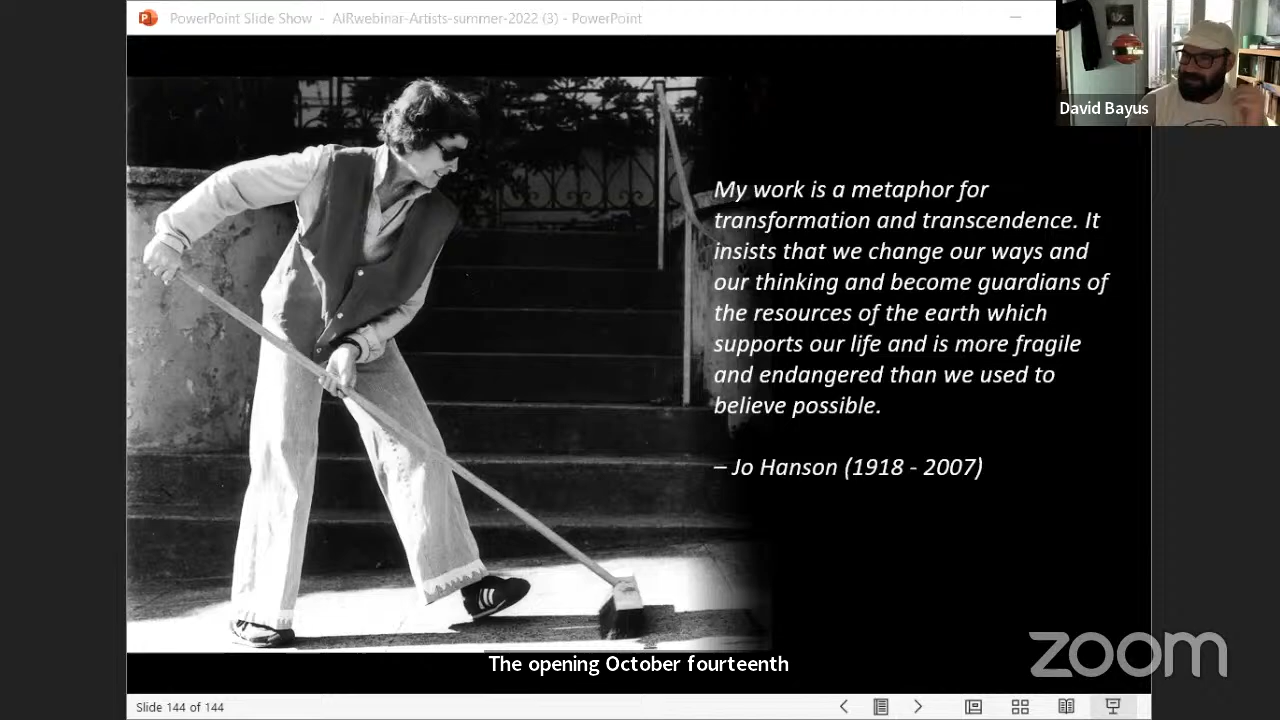 PowerPoint Slide Show - AIRwebinar-Artists-summer-2022 (3) - PowerPoint
David Bayus
My work is a metaphor for
transformation and transcendence. It
insists that we change our ways and
our thinking and become guardians of
the resources of the earth which
supports our life and is more fragile
and endangered than we used to
believe possible.
– Jo Hanson (1918 - 2007)
The opening October fourteenth
zoom
Slide 144 of 144